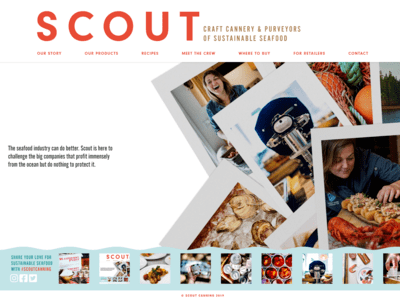 SCOUT
CRAFT CANNERY & PURVEYORS
OF SUSTAINABLE SEAFOOD
OUR STORY
OUR PRODUCTS
RECIPES
MEET THE CREW
WHERE TO BUY
FOR RETAILERS
CONTACT
The seafood industry can do better. Scout is here to
challenge the big companies that profit immensely
from the ocean but do nothing to protect it.
SHARE YOUR LOVE FOR
SUSTAINABLE SEAFOOD
WITH #SCOUTCANNING
SCOUT
© SCOUT CANNING 2019